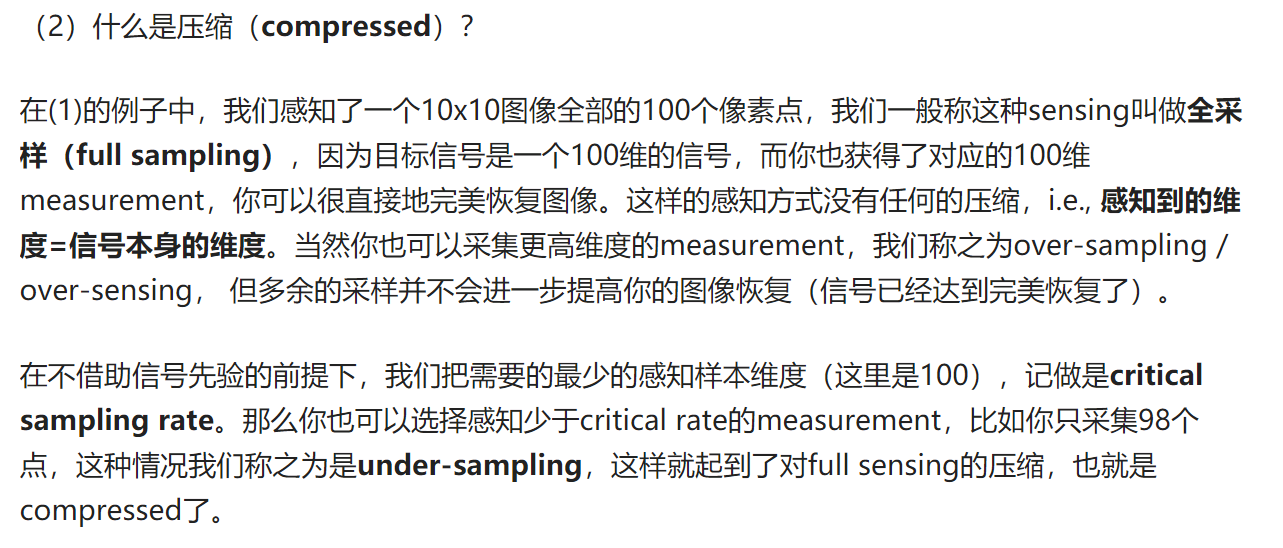 （2）什么是压缩（compressed）？
在(1)的例子中，我们感知了一个10x10图像全部的100个像素点，我们一般称这种sensing叫做全采
样（full sampling），因为目标信号是一个100维的信号，而你也获得了对应的100维
measurement，你可以很直接地完美恢复图像。这样的感知方式没有任何的压缩，i.e., 感知到的维
度=信号本身的维度。当然你也可以采集更高维度的measurement，我们称之为over-sampling /
over-sensing， 但多余的采样并不会进一步提高你的图像恢复（信号已经达到完美恢复了）。
在不借助信号先验的前提下，我们把需要的最少的感知样本维度（这里是100），记做是critical
sampling rate。那么你也可以选择感知少于critical rate的measurement，比如你只采集98个
点，这种情况我们称之为是under-sampling，这样就起到了对full sensing的压缩，也就是
compressed了。